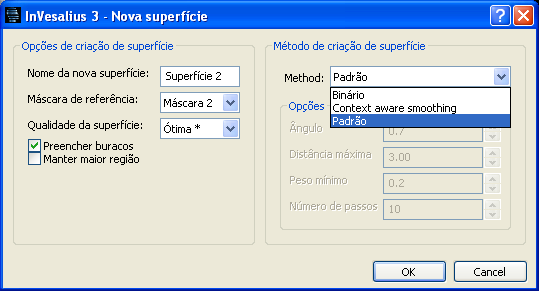 InVesalius 3 - Nova superfície
Opções de criação de superfície
Nome da nova superfície: Superfície 2
Máscara de referência: Máscara 2
Qualidade da superfície: Ótima *
Preencher buracos
Manter maior região
Método de criação de superfície
Method: Padrão
Binário
Context aware smoothing
Padrão
Opções
Ângulo 0.7
Distância máxima 3.00
Peso mínimo 0.2
Número de passos 10
OK Cancel